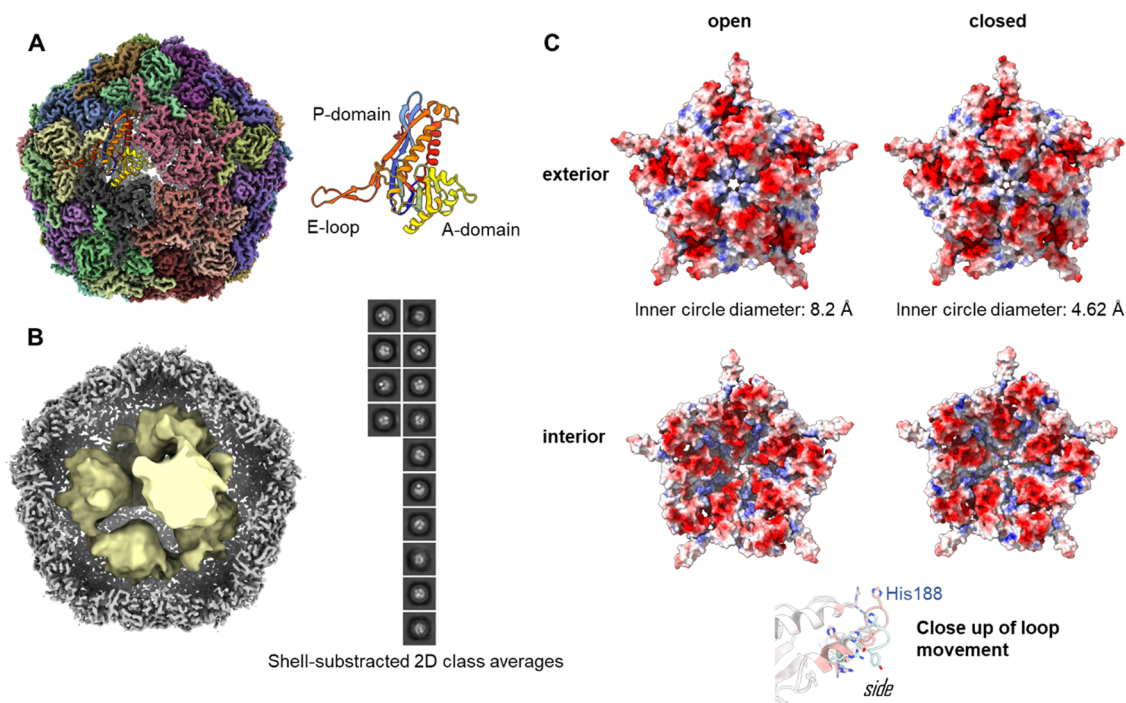 A
P-domain
E-loop
A-domain
B
Shell-substracted 2D class averages
C
open
closed
exterior
Inner circle diameter: 8.2 Å
Inner circle diameter: 4.62 Å
interior
His188
Close up of loop
movement
side